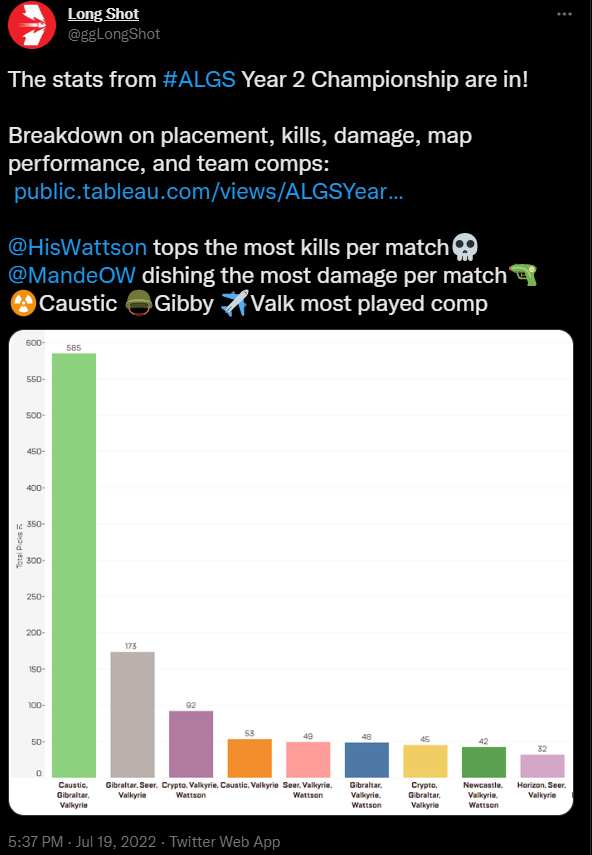 Long Shot
@ggLongShot
The stats from #ALGS Year 2 Championship are in!
Breakdown on placement, kills, damage, map
performance, and team comps:
public.tableau.com/views/ALGSYear...
@HisWattson tops the most kills per match💀
@MandeOW dishing the most damage per match🔫
☢️Caustic 🪖Gibby ✈️Valk most played comp
Total Picks
600
550
500
450
400
350
300
250
200
150
100
50
0
585
173
92
53
49
48
45
42
32
Caustic,
Gibraltar,
Valkyrie
Gibraltar, Seer,
Valkyrie
Crypto, Valkyrie,
Wattson
Caustic, Valkyrie
Seer, Valkyrie,
Wattson
Gibraltar,
Valkyrie,
Wattson
Crypto,
Gibraltar,
Valkyrie
Newcastle,
Valkyrie,
Wattson
Horizon, Seer,
Valkyrie
5:37 PM · Jul 19, 2022 · Twitter Web App